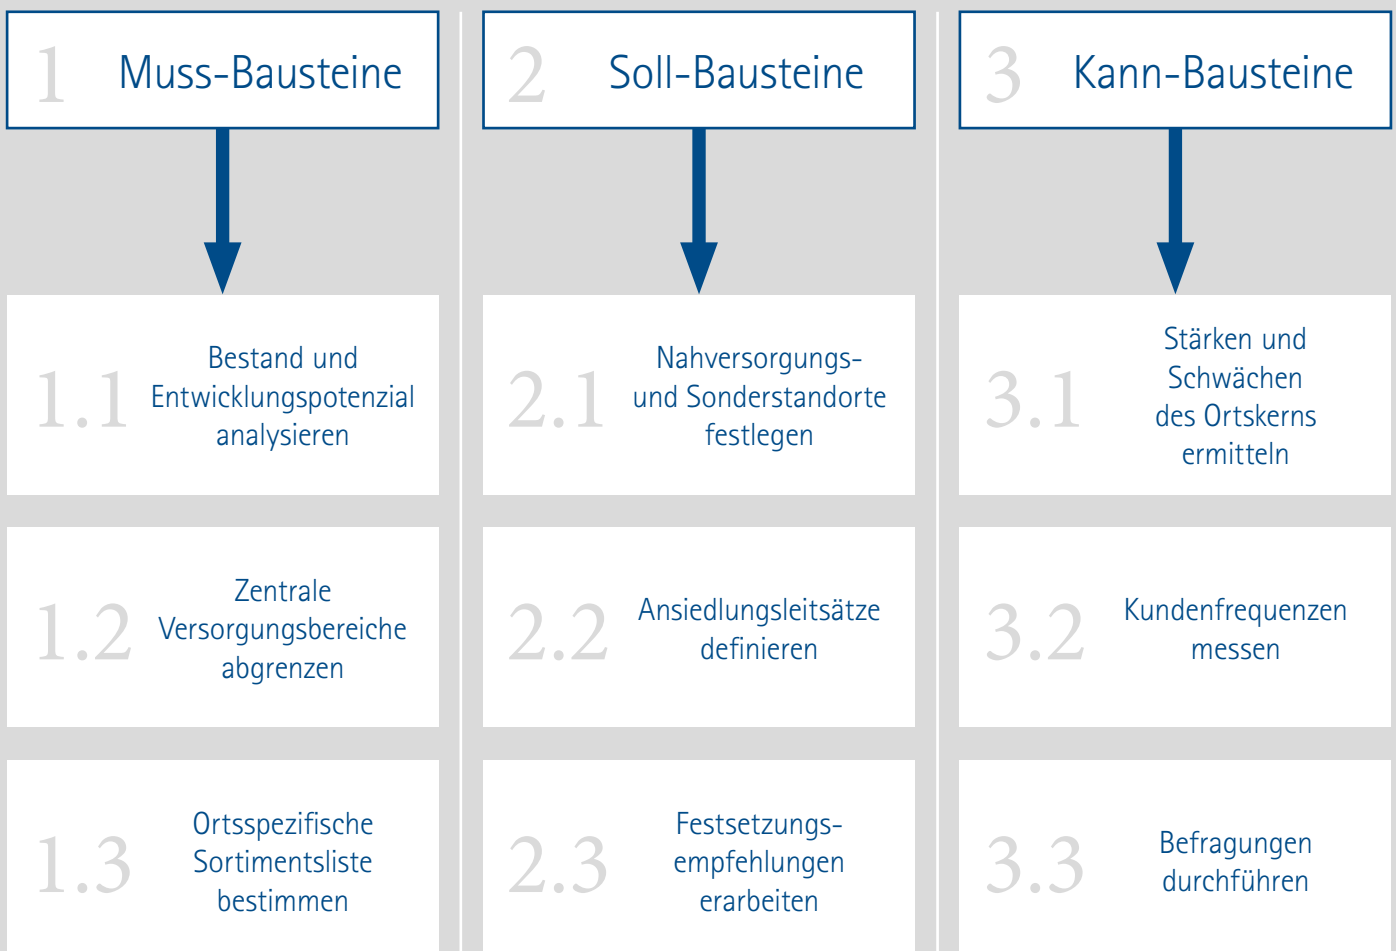 1 Muss-Bausteine
1.1
Bestand und
Entwicklungspotenzial
analysieren
1.2
Zentrale
Versorgungsbereiche
abgrenzen
1.3
Ortsspezifische
Sortimentsliste
bestimmen
2 Soll-Bausteine
2.1
Nahversorgungs-
und Sonderstandorte
festlegen
2.2
Ansiedlungsleitsätze
definieren
2.3
Festsetzungs-
empfehlungen
erarbeiten
3 Kann-Bausteine
3.1
Stärken und
Schwächen
des Ortskerns
ermitteln
3.2
Kundenfrequenzen
messen
3.3
Befragungen
durchführen